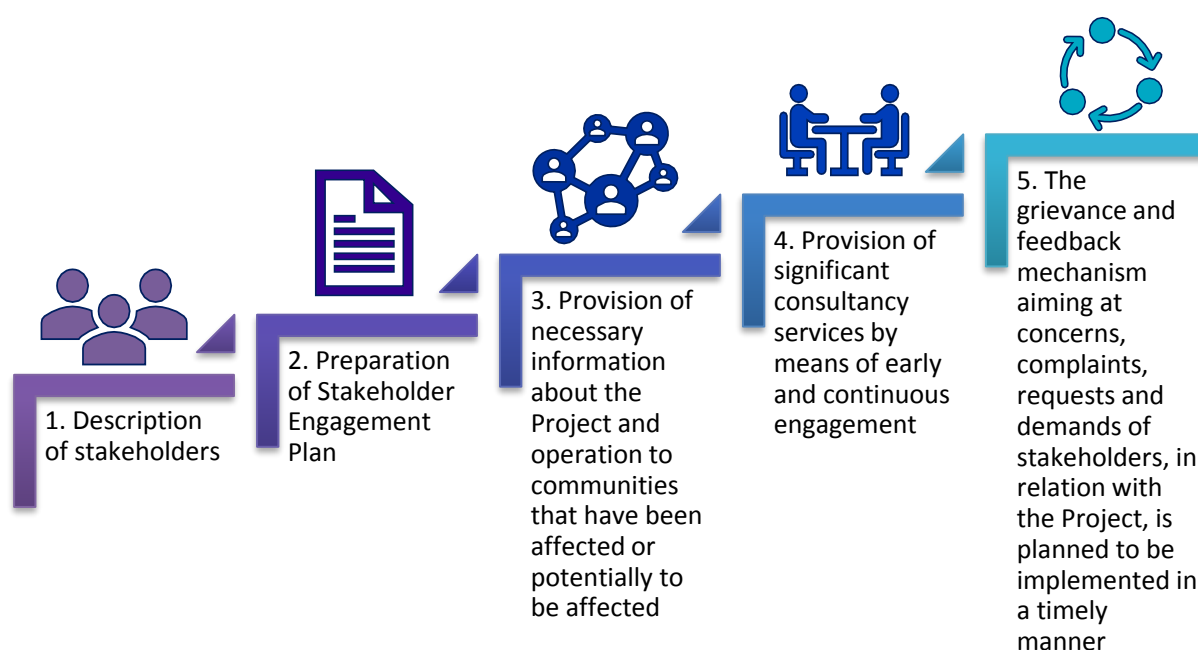 1. Description
of stakeholders
2. Preparation
of Stakeholder
Engagement
Plan
3. Provision of
necessary
information
about the
Project and
operation to
communities
that have been
affected or
potentially to
be affected
4. Provision of
significant
consultancy
services by
means of early
and continuous
engagement
5. The
grievance and
feedback
mechanism
aiming at
concerns,
complaints,
requests and
demands of
stakeholders, in
relation with
the Project, is
planned to be
implemented in
a timely
manner